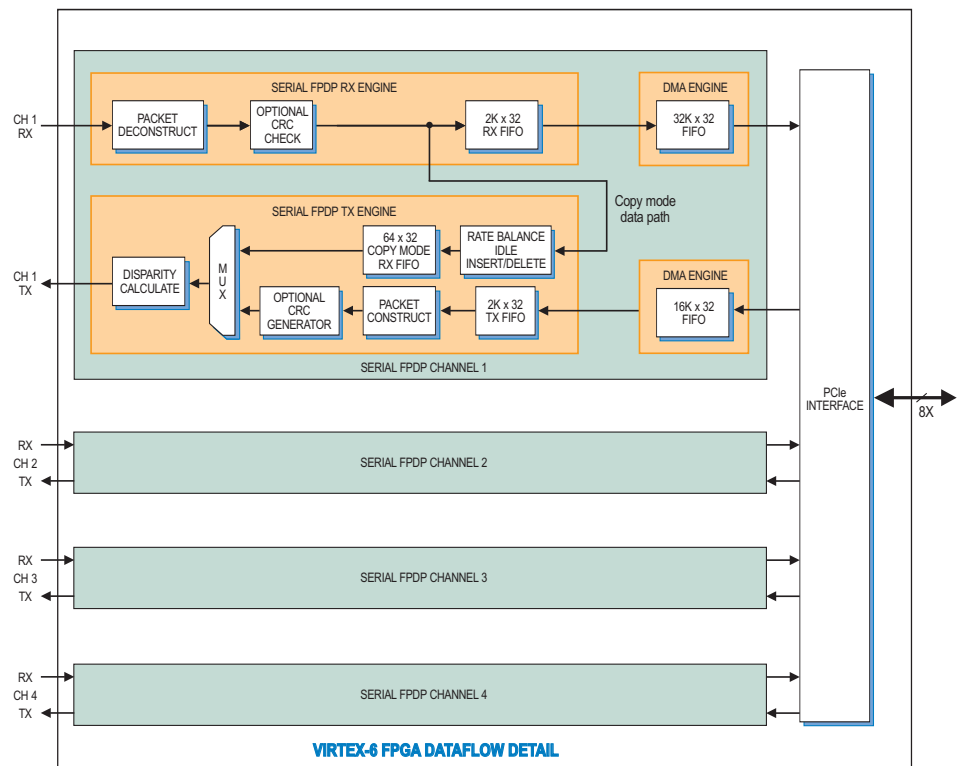 SERIAL FPDP RX ENGINE
DMA ENGINE
CH 1
RX
PACKET
DECONSTRUCT
OPTIONAL
CRC
CHECK
2K x 32
RX FIFO
32K x 32
FIFO
Copy mode
data path
SERIAL FPDP TX ENGINE
64 x 32
COPY MODE
RX FIFO
RATE BALANCE
IDLE
INSERT/DELETE
CH 1
TX
DISPARITY
CALCULATE
M
U
X
OPTIONAL
CRC
GENERATOR
PACKET
CONSTRUCT
2K x 32
TX FIFO
DMA ENGINE
16K x 32
FIFO
SERIAL FPDP CHANNEL 1
PCIe
INTERFACE
8X
RX
CH 2
TX
SERIAL FPDP CHANNEL 2
RX
CH 3
TX
SERIAL FPDP CHANNEL 3
RX
CH 4
TX
SERIAL FPDP CHANNEL 4
VIRTEX-6 FPGA DATAFLOW DETAIL